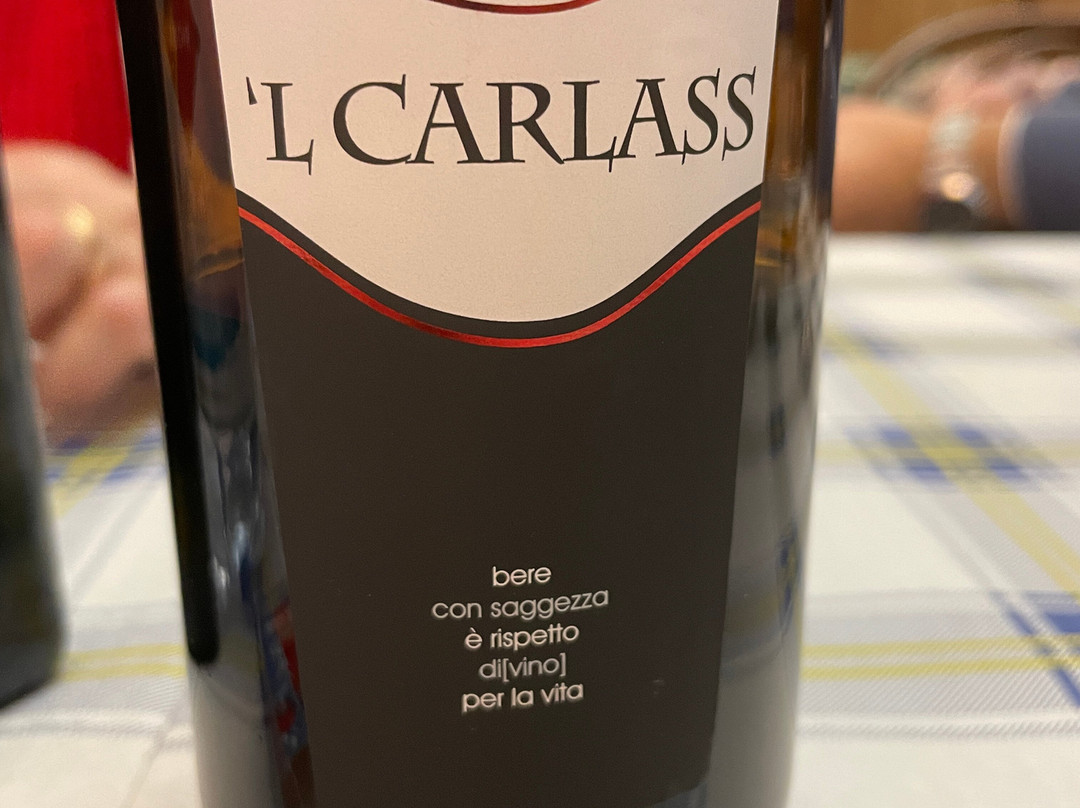 'L CARLASS
bere
con saggezza
è rispetto
di[vino]
per la vita